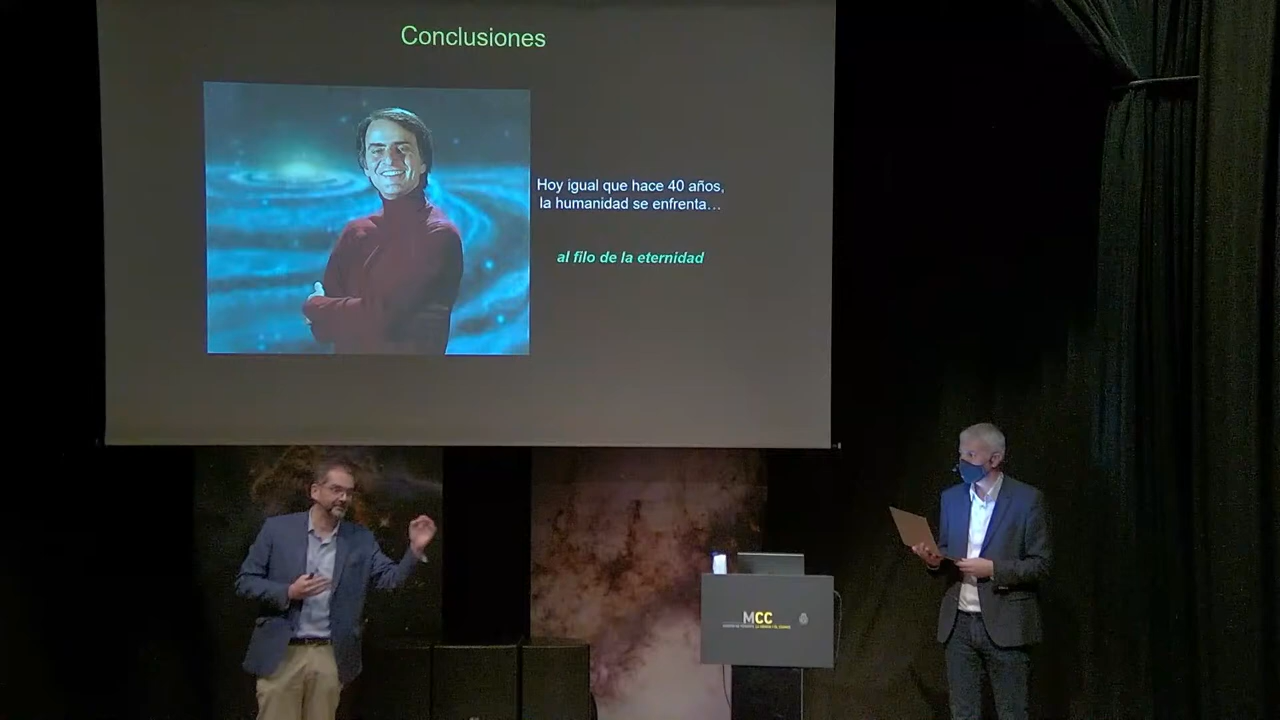 Conclusiones
Hoy igual que hace 40 años,
la humanidad se enfrenta…
al filo de la eternidad
MCC